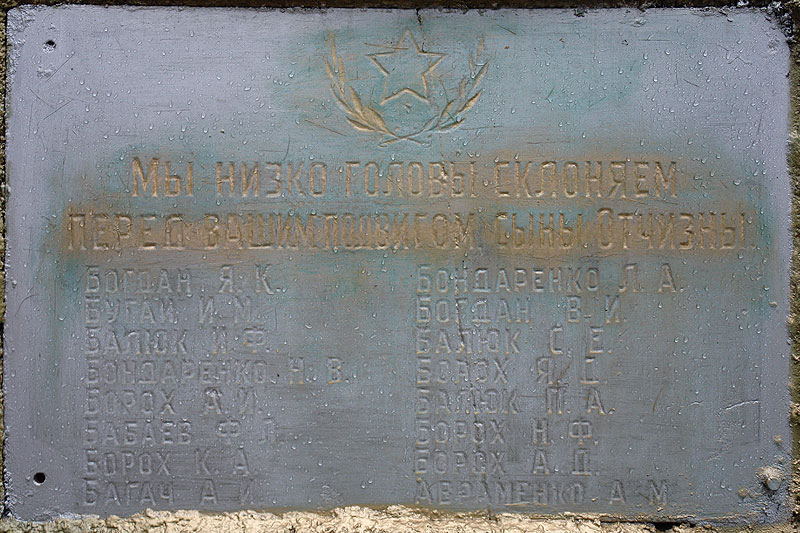 Мы низко головы склоняем
перед вашим подвигом сыны Отчизны
Богдан Я. К. Бондаренко Л. А.
Бугай И. М. Богдан В. И.
Балюк И. Ф. Балюк С. Е.
Бондаренко Н. В. Борох Я. С.
Борох А. И. Балюк П. А.
Бабаев Ф. Л. Борох Н. Ф.
Борох К. А. Борох А. Д.
Багач А. И. Авраменко А. М.